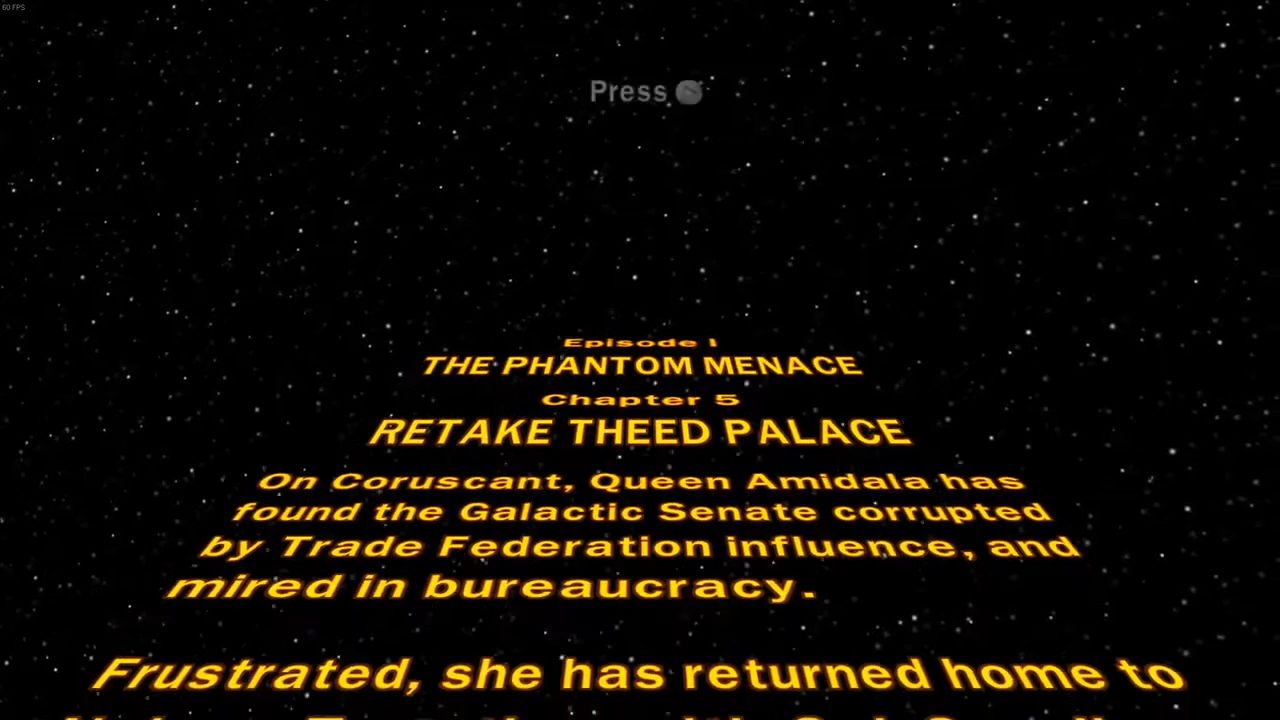 60 FPS
Press
Episode I
THE PHANTOM MENACE
Chapter 5
RETAKE THEED PALACE
On Coruscant, Queen Amidala has
found the Galactic Senate corrupted
by Trade Federation influence, and
mired in bureaucracy.
Frustrated, she has returned home to